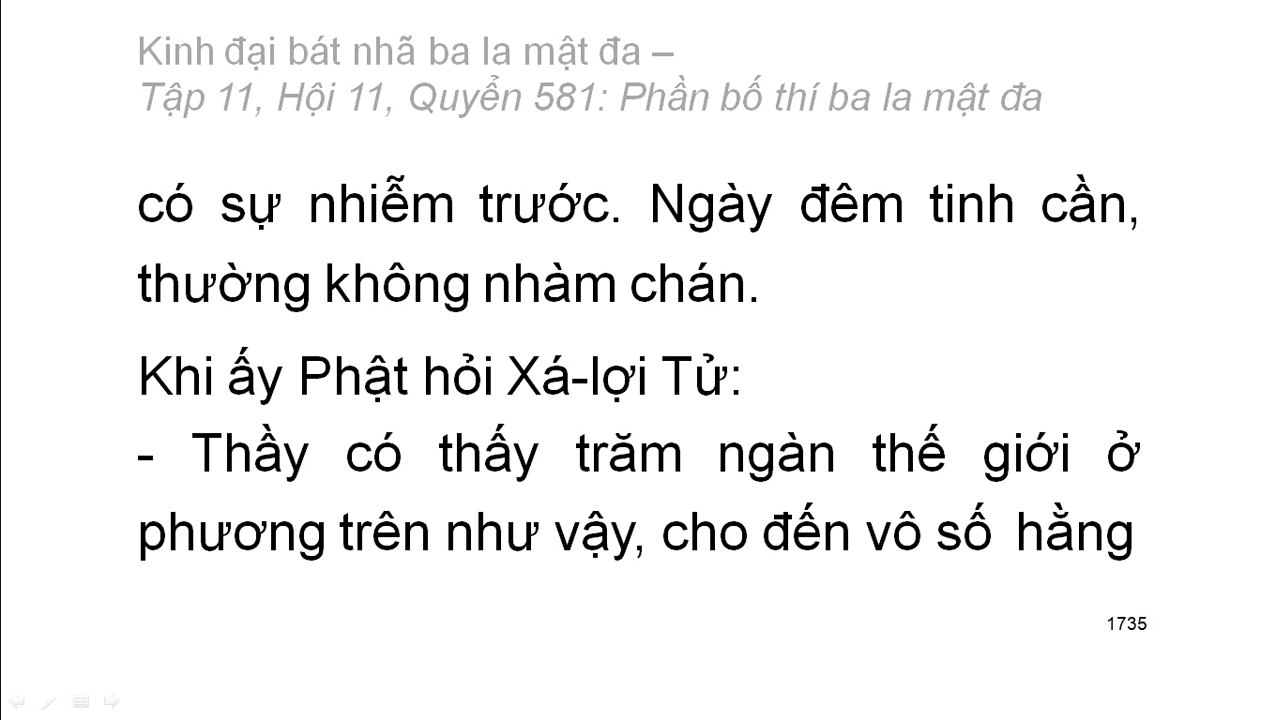 Kinh đại bát nhã ba la mật đa –
Tập 11, Hội 11, Quyển 581: Phần bố thí ba la mật đa
có sự nhiễm trước. Ngày đêm tinh cần,
thường không nhàm chán.
Khi ấy Phật hỏi Xá-lợi Tử:
- Thầy có thấy trăm ngàn thế giới ở
phương trên như vậy, cho đến vô số hằng
1735